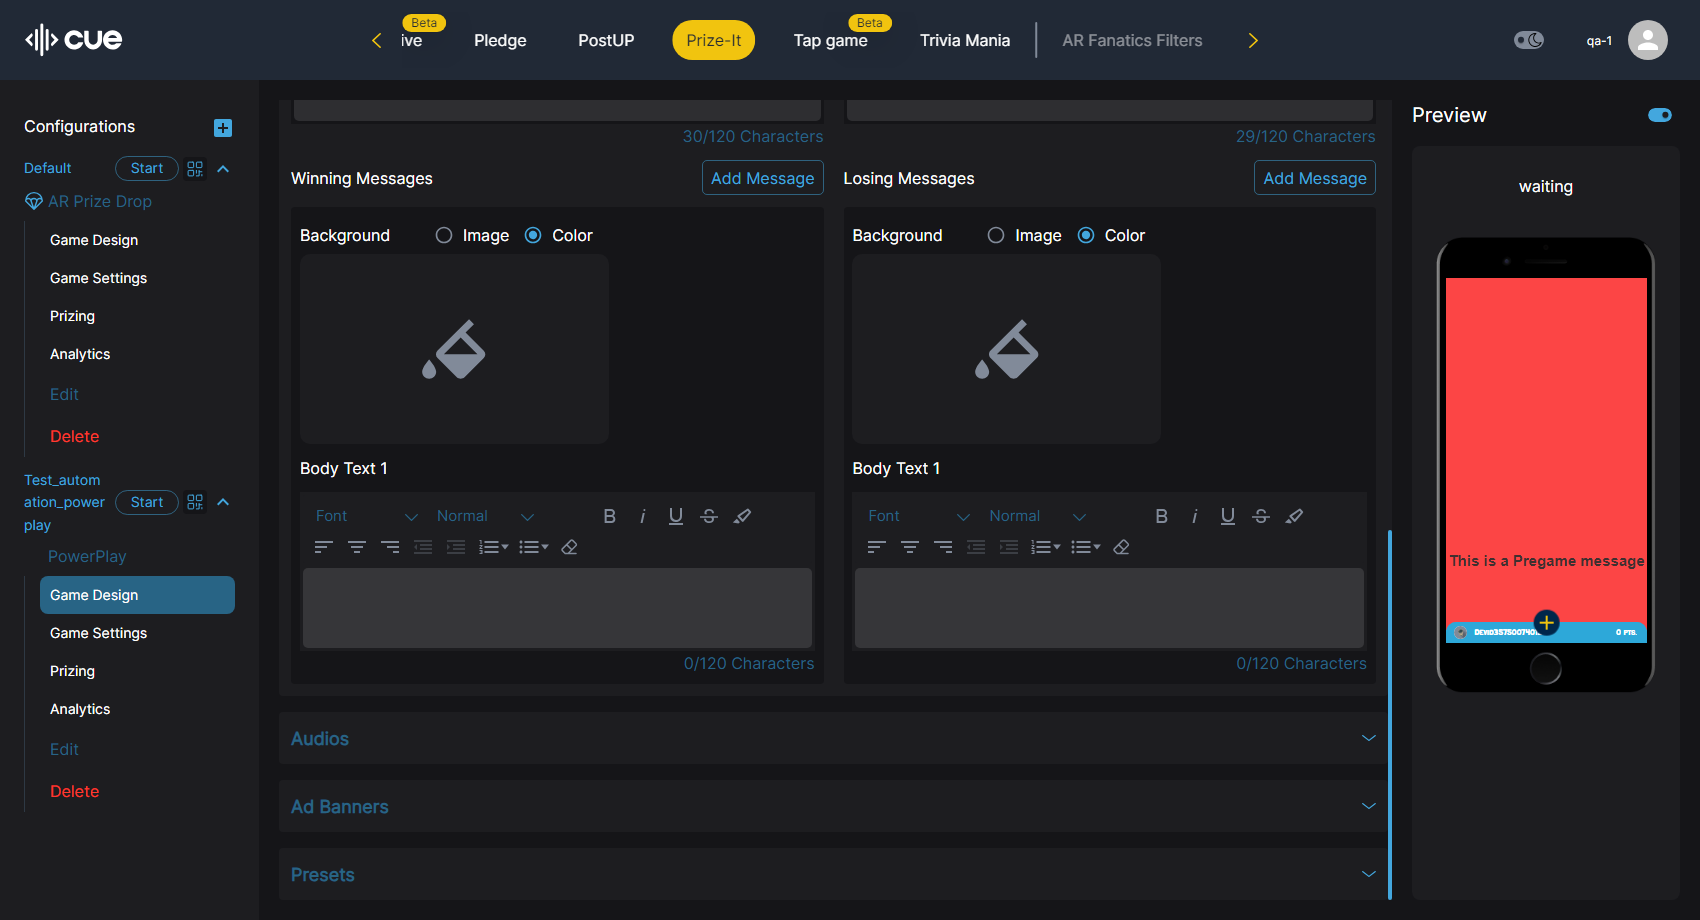 cue
Beta
ive
Pledge
PostUP
Prize-It
Beta
Tap game
Trivia Mania
AR Fanatics Filters
qa-1
Configurations
Default
Start
AR Prize Drop
Game Design
Game Settings
Prizing
Analytics
Edit
Delete
Test_autom
ation_power
play
Start
PowerPlay
Game Design
Game Settings
Prizing
Analytics
Edit
Delete
30/120 Characters
29/120 Characters
Winning Messages
Add Message
Losing Messages
Add Message
Background
Image
Color
Background
Image
Color
Body Text 1
Body Text 1
Font
Normal
B
i
U
S
Font
Normal
B
i
U
S
0/120 Characters
0/120 Characters
Audios
Ad Banners
Presets
Preview
waiting
This is a Pregame message
0 PTS.